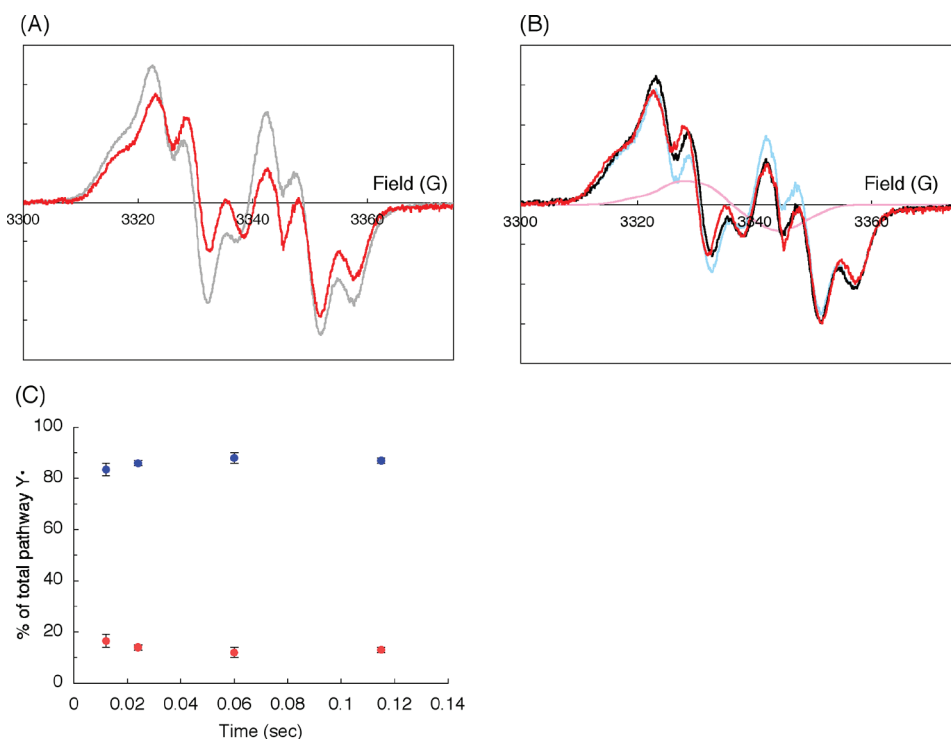 (A)
Field (G)
3300 3320 3340 3360
(B)
Field (G)
3300 3320 3340 3360
(C)
% of total pathway Y•
100
80
60
40
20
0
0 0.02 0.04 0.06 0.08 0.1 0.12 0.14
Time (sec)